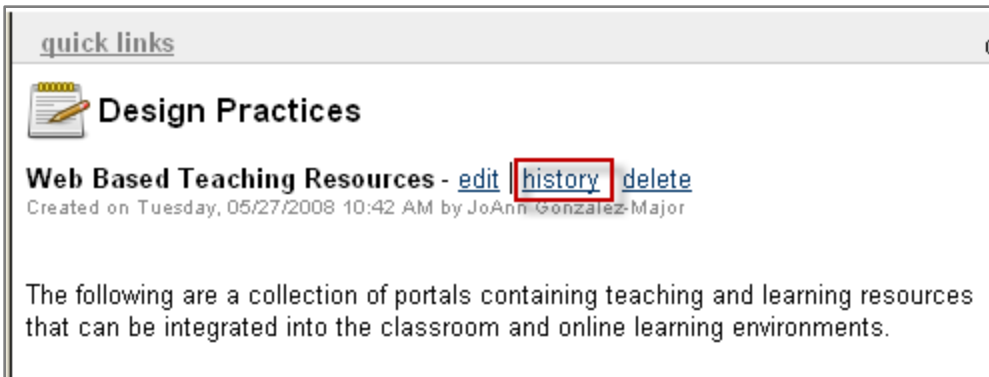 quick links
Design Practices
Web Based Teaching Resources - edit | history delete
Created on Tuesday, 05/27/2008 10:42 AM by JoAnn Gonzalez-Major
The following are a collection of portals containing teaching and learning resources
that can be integrated into the classroom and online learning environments.